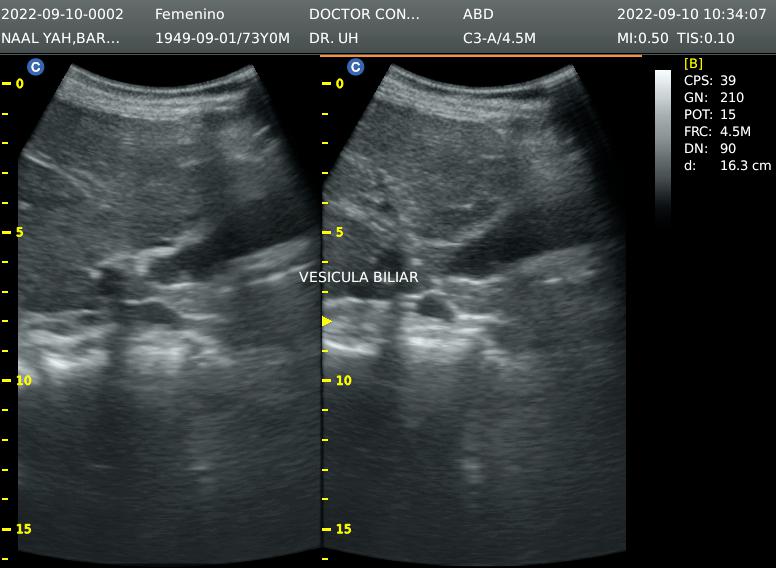 2022-09-10-0002 Femenino DOCTOR CON... ABD 2022-09-10 10:34:07
NAAL YAH,BAR... 1949-09-01/73Y0M DR. UH C3-A/4.5M MI:0.50 TIS:0.10
C C
[B]
CPS: 39
GN: 210
POT: 15
FRC: 4.5M
DN: 90
d: 16.3 cm
0 0
5 5
VESICULA BILIAR
10 10
15 15